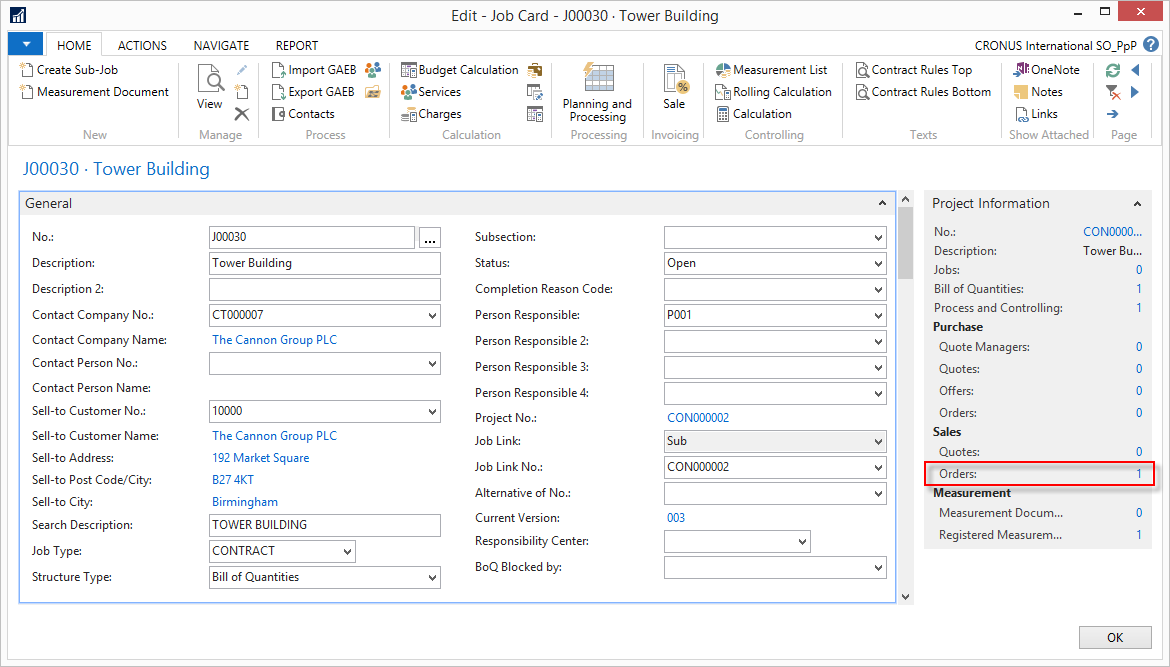 Edit - Job Card - J00030 · Tower Building
HOME ACTIONS NAVIGATE REPORT CRONUS International SO_PpP ?
Create Sub-Job
Measurement Document
New
View
Manage
Import GAEB
Export GAEB
Contacts
Process
Budget Calculation
Services
Charges
Calculation
Planning and
Processing
Processing
Sale
Invoicing
Measurement List
Rolling Calculation
Calculation
Controlling
Contract Rules Top
Contract Rules Bottom
Texts
OneNote
Notes
Links
Show Attached
Page
J00030 · Tower Building
General
No.: J00030 ...
Description: Tower Building
Description 2:
Contact Company No.: CT000007
Contact Company Name: The Cannon Group PLC
Contact Person No.:
Contact Person Name:
Sell-to Customer No.: 10000
Sell-to Customer Name: The Cannon Group PLC
Sell-to Address: 192 Market Square
Sell-to Post Code/City: B27 4KT
Sell-to City: Birmingham
Search Description: TOWER BUILDING
Job Type: CONTRACT
Structure Type: Bill of Quantities
Subsection:
Status: Open
Completion Reason Code:
Person Responsible: P001
Person Responsible 2:
Person Responsible 3:
Person Responsible 4:
Project No.: CON000002
Job Link: Sub
Job Link No.: CON000002
Alternative of No.:
Current Version: 003
Responsibility Center:
BoQ Blocked by:
Project Information
No.: CON0000...
Description: Tower Bu...
Jobs: 0
Bill of Quantities: 1
Process and Controlling: 1
Purchase
Quote Managers: 0
Quotes: 0
Offers: 0
Orders: 0
Sales
Quotes: 0
Orders: 1
Measurement
Measurement Docum... 0
Registered Measurem... 1
OK